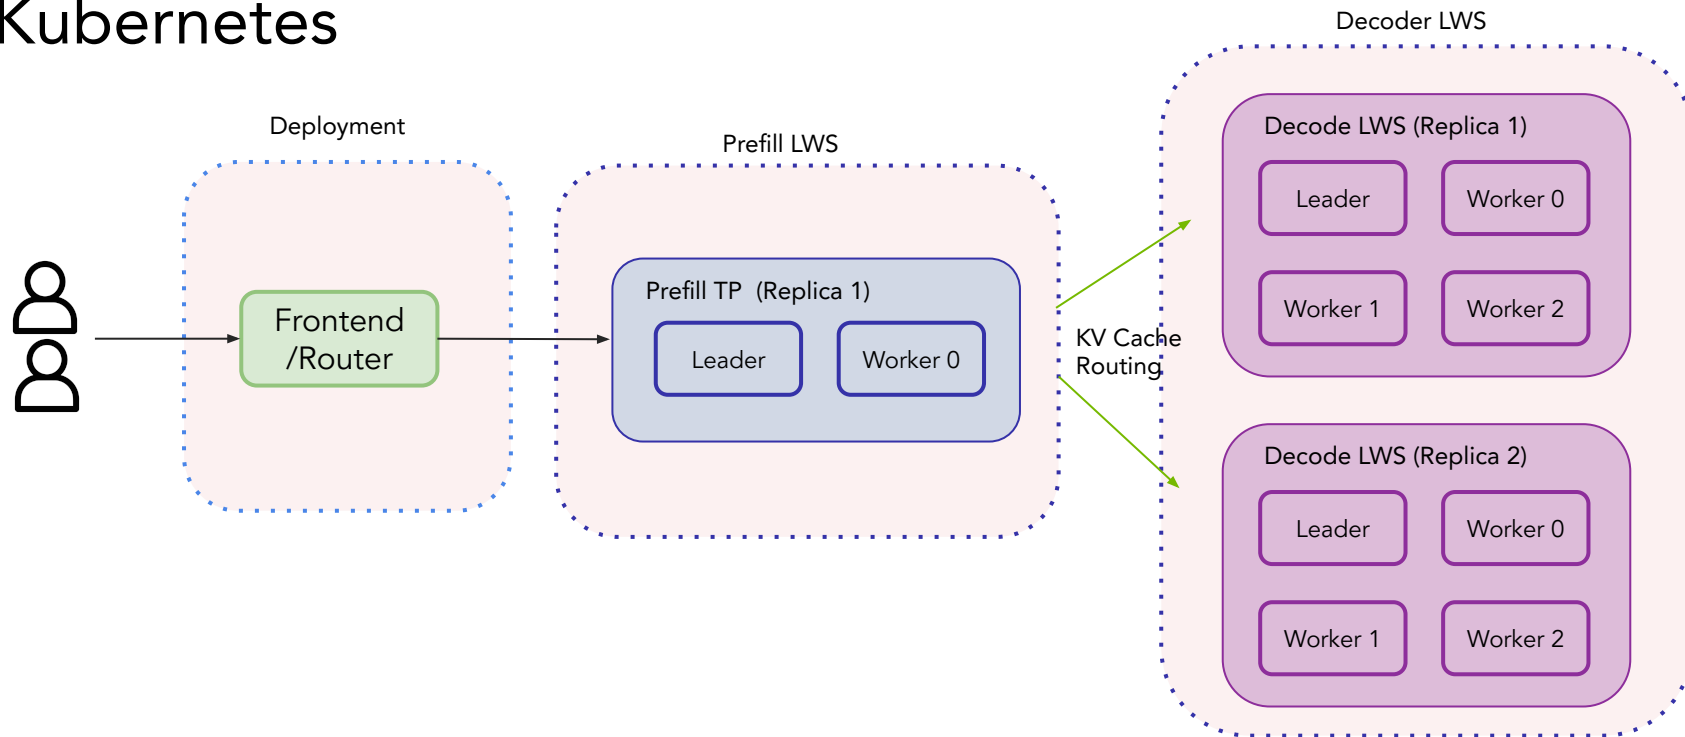 Kubernetes
Deployment
Frontend
/Router
Prefill LWS
Prefill TP (Replica 1)
Leader
Worker 0
KV Cache
Routing
Decoder LWS
Decode LWS (Replica 1)
Leader
Worker 0
Worker 1
Worker 2
Decode LWS (Replica 2)
Leader
Worker 0
Worker 1
Worker 2